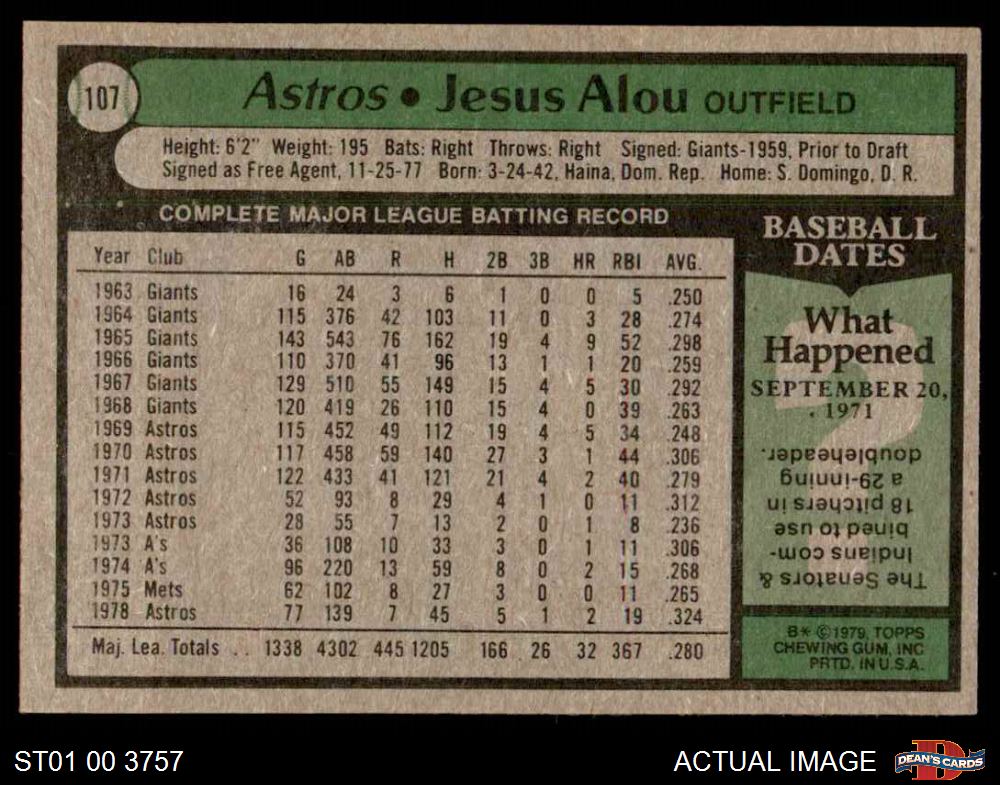 107
Astros • Jesus Alou OUTFIELD
Height: 6'2" Weight: 195 Bats: Right Throws: Right Signed: Giants-1959, Prior to Draft
Signed as Free Agent, 11-25-77 Born: 3-24-42, Haina, Dom. Rep. Home: S. Domingo, D. R.
COMPLETE MAJOR LEAGUE BATTING RECORD
Year Club G AB R H 2B 3B HR RBI AVG.
1963 Giants 16 24 3 6 1 0 0 5 .250
1964 Giants 115 376 42 103 11 0 3 28 .274
1965 Giants 143 543 76 162 19 4 9 52 .298
1966 Giants 110 370 41 96 13 1 1 20 .259
1967 Giants 129 510 55 149 15 4 5 30 .292
1968 Giants 120 419 26 110 15 4 0 39 .263
1969 Astros 115 452 49 112 19 4 5 34 .248
1970 Astros 117 458 59 140 27 3 1 44 .306
1971 Astros 122 433 41 121 21 4 2 40 .279
1972 Astros 52 93 8 29 4 1 0 11 .312
1973 Astros 28 55 7 13 2 0 1 8 .236
1973 A's 36 108 10 33 3 0 1 11 .306
1974 A's 96 220 13 59 8 0 2 15 .268
1975 Mets 62 102 8 27 3 0 0 11 .265
1978 Astros 77 139 7 45 5 1 2 19 .324
Maj. Lea. Totals . . 1338 4302 445 1205 166 26 32 367 .280
BASEBALL
DATES
What
Happened
SEPTEMBER 20,
1971
The Senators &
Indians com-
bined to use
18 pitchers in
a 29-inning
doubleheader.
B* © 1979, TOPPS
CHEWING GUM, INC
PRTD. IN U.S.A.
ST01 00 3757
ACTUAL IMAGE
DEAN'S CARDS